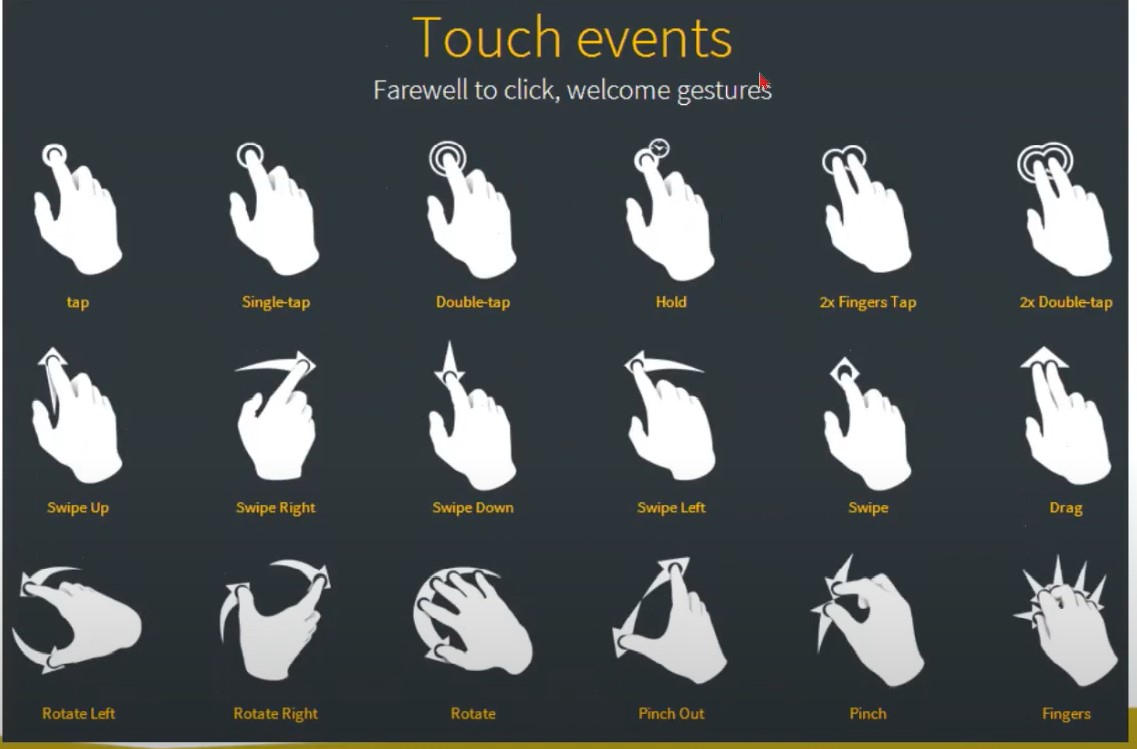 Touch events
Farewell to click, welcome gestures
tap Single-tap Double-tap Hold 2x Fingers Tap 2x Double-tap
Swipe Up Swipe Right Swipe Down Swipe Left Swipe Drag
Rotate Left Rotate Right Rotate Pinch Out Pinch Fingers